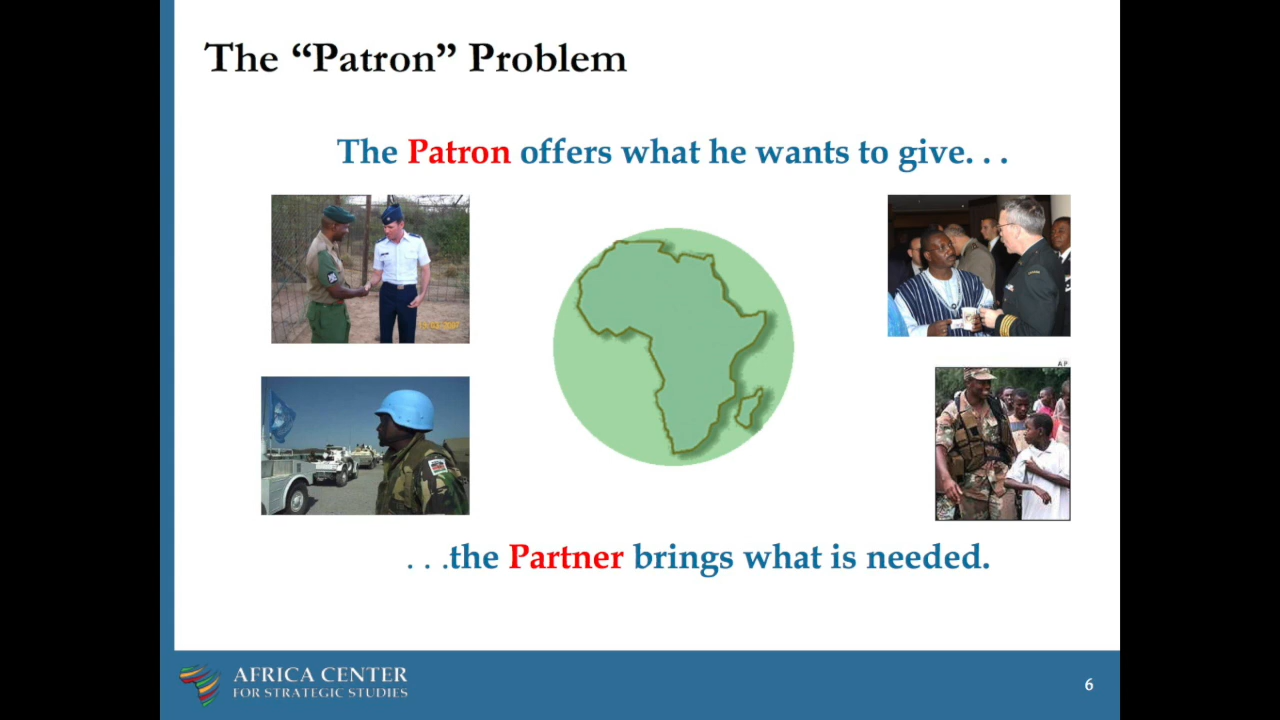 The “Patron” Problem
The Patron offers what he wants to give. . .
AP
. . .the Partner brings what is needed.
AFRICA CENTER
FOR STRATEGIC STUDIES
6